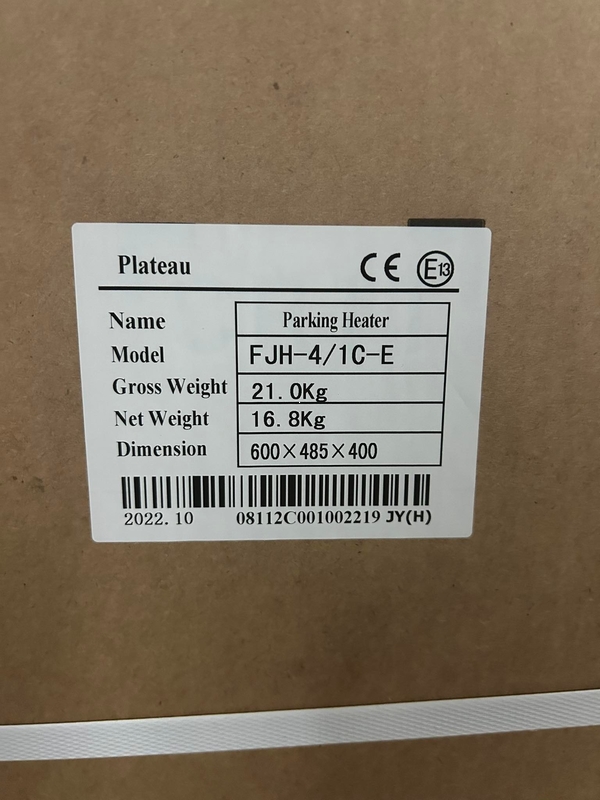 Plateau CE E13
Name Parking Heater
Model FJH-4/1C-E
Gross Weight 21.0Kg
Net Weight 16.8Kg
Dimension 600×485×400
2022.10 08112C001002219 JY(H)